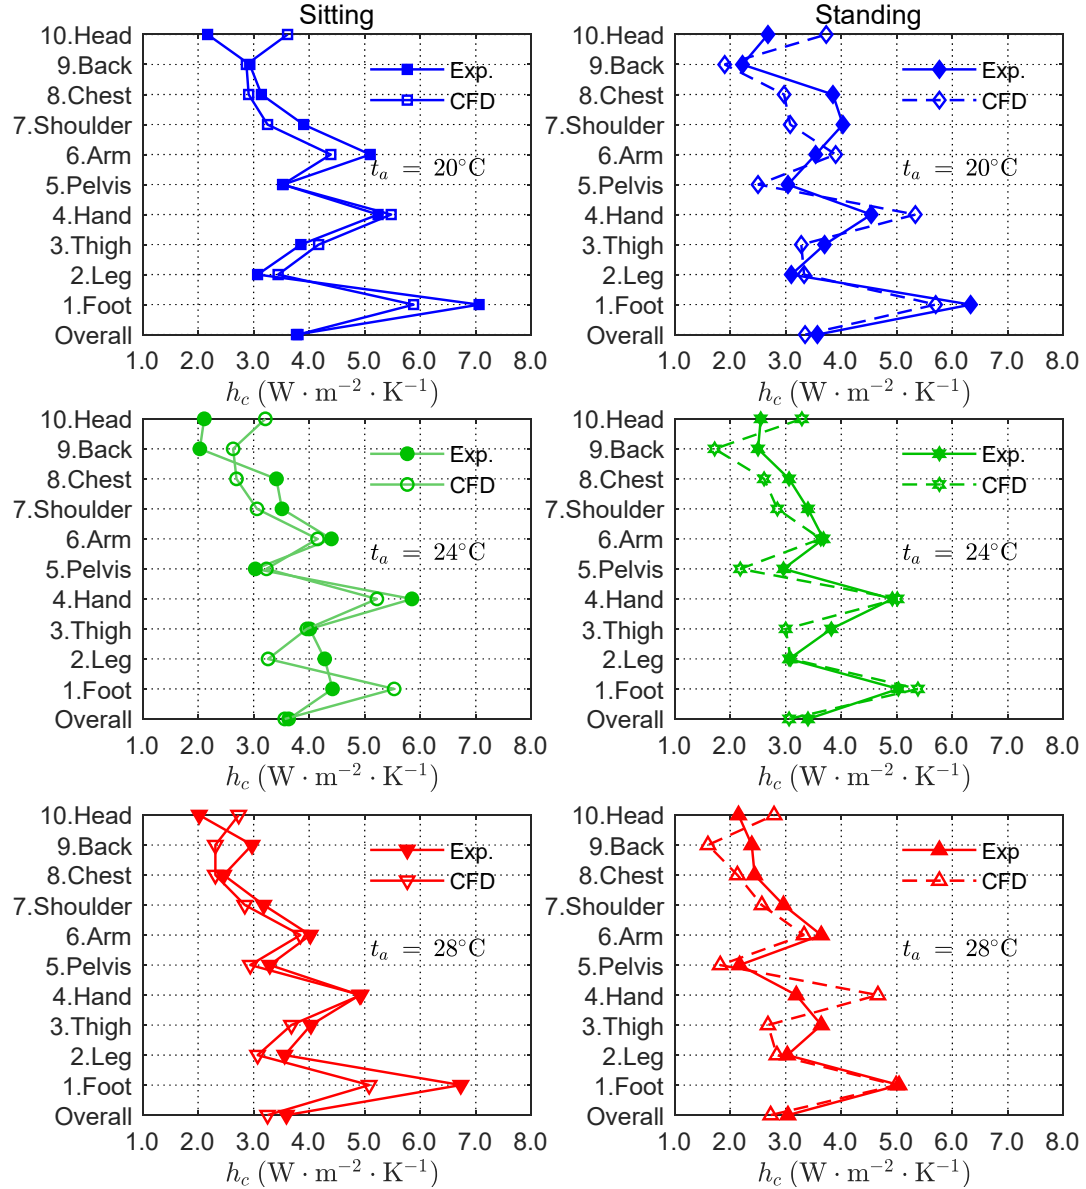 Sitting
10.Head
9.Back
8.Chest
7.Shoulder
6.Arm
5.Pelvis
4.Hand
3.Thigh
2.Leg
1.Foot
Overall
Exp.
CFD
t_a = 20°C
1.0 2.0 3.0 4.0 5.0 6.0 7.0 8.0
h_c (W · m⁻² · K⁻¹)
Standing
10.Head
9.Back
8.Chest
7.Shoulder
6.Arm
5.Pelvis
4.Hand
3.Thigh
2.Leg
1.Foot
Overall
Exp.
CFD
t_a = 20°C
1.0 2.0 3.0 4.0 5.0 6.0 7.0 8.0
h_c (W · m⁻² · K⁻¹)
10.Head
9.Back
8.Chest
7.Shoulder
6.Arm
5.Pelvis
4.Hand
3.Thigh
2.Leg
1.Foot
Overall
Exp.
CFD
t_a = 24°C
1.0 2.0 3.0 4.0 5.0 6.0 7.0 8.0
h_c (W · m⁻² · K⁻¹)
10.Head
9.Back
8.Chest
7.Shoulder
6.Arm
5.Pelvis
4.Hand
3.Thigh
2.Leg
1.Foot
Overall
Exp.
CFD
t_a = 24°C
1.0 2.0 3.0 4.0 5.0 6.0 7.0 8.0
h_c (W · m⁻² · K⁻¹)
10.Head
9.Back
8.Chest
7.Shoulder
6.Arm
5.Pelvis
4.Hand
3.Thigh
2.Leg
1.Foot
Overall
Exp.
CFD
t_a = 28°C
1.0 2.0 3.0 4.0 5.0 6.0 7.0 8.0
h_c (W · m⁻² · K⁻¹)
10.Head
9.Back
8.Chest
7.Shoulder
6.Arm
5.Pelvis
4.Hand
3.Thigh
2.Leg
1.Foot
Overall
Exp
CFD
t_a = 28°C
1.0 2.0 3.0 4.0 5.0 6.0 7.0 8.0
h_c (W · m⁻² · K⁻¹)